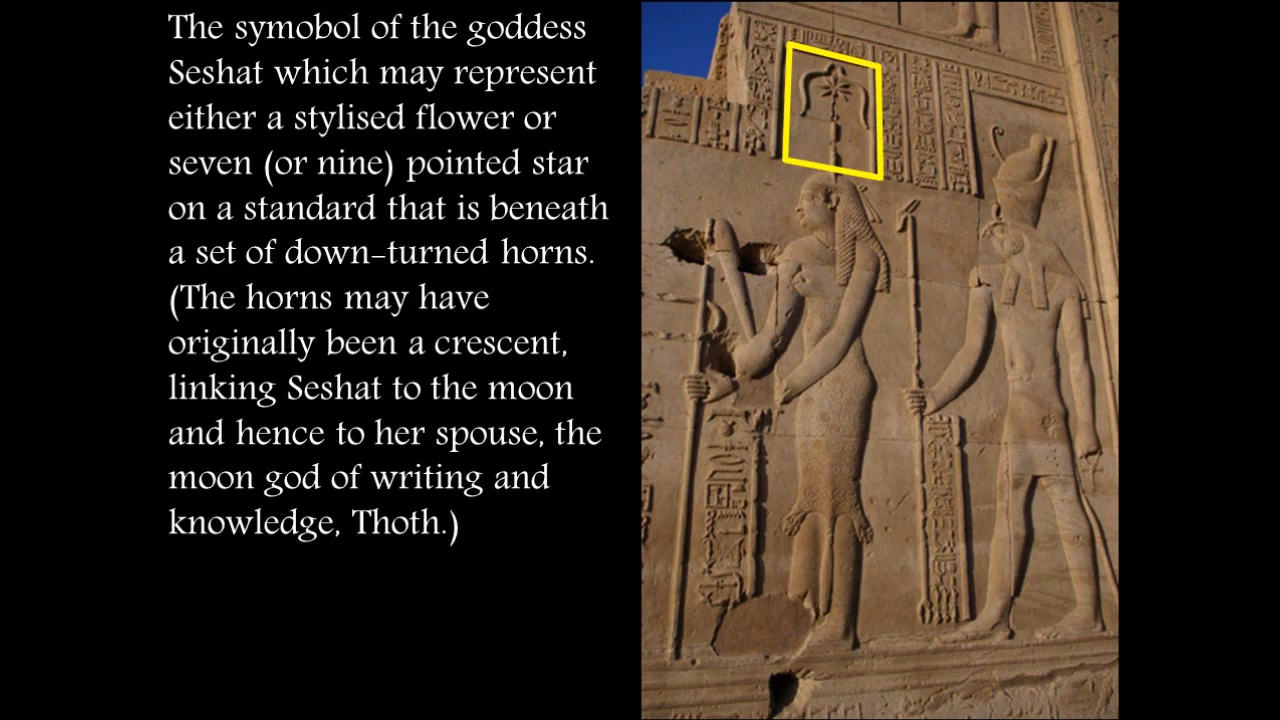 The symobol of the goddess
Seshat which may represent
either a stylised flower or
seven (or nine) pointed star
on a standard that is beneath
a set of down-turned horns.
(The horns may have
originally been a crescent,
linking Seshat to the moon
and hence to her spouse, the
moon god of writing and
knowledge, Thoth.)